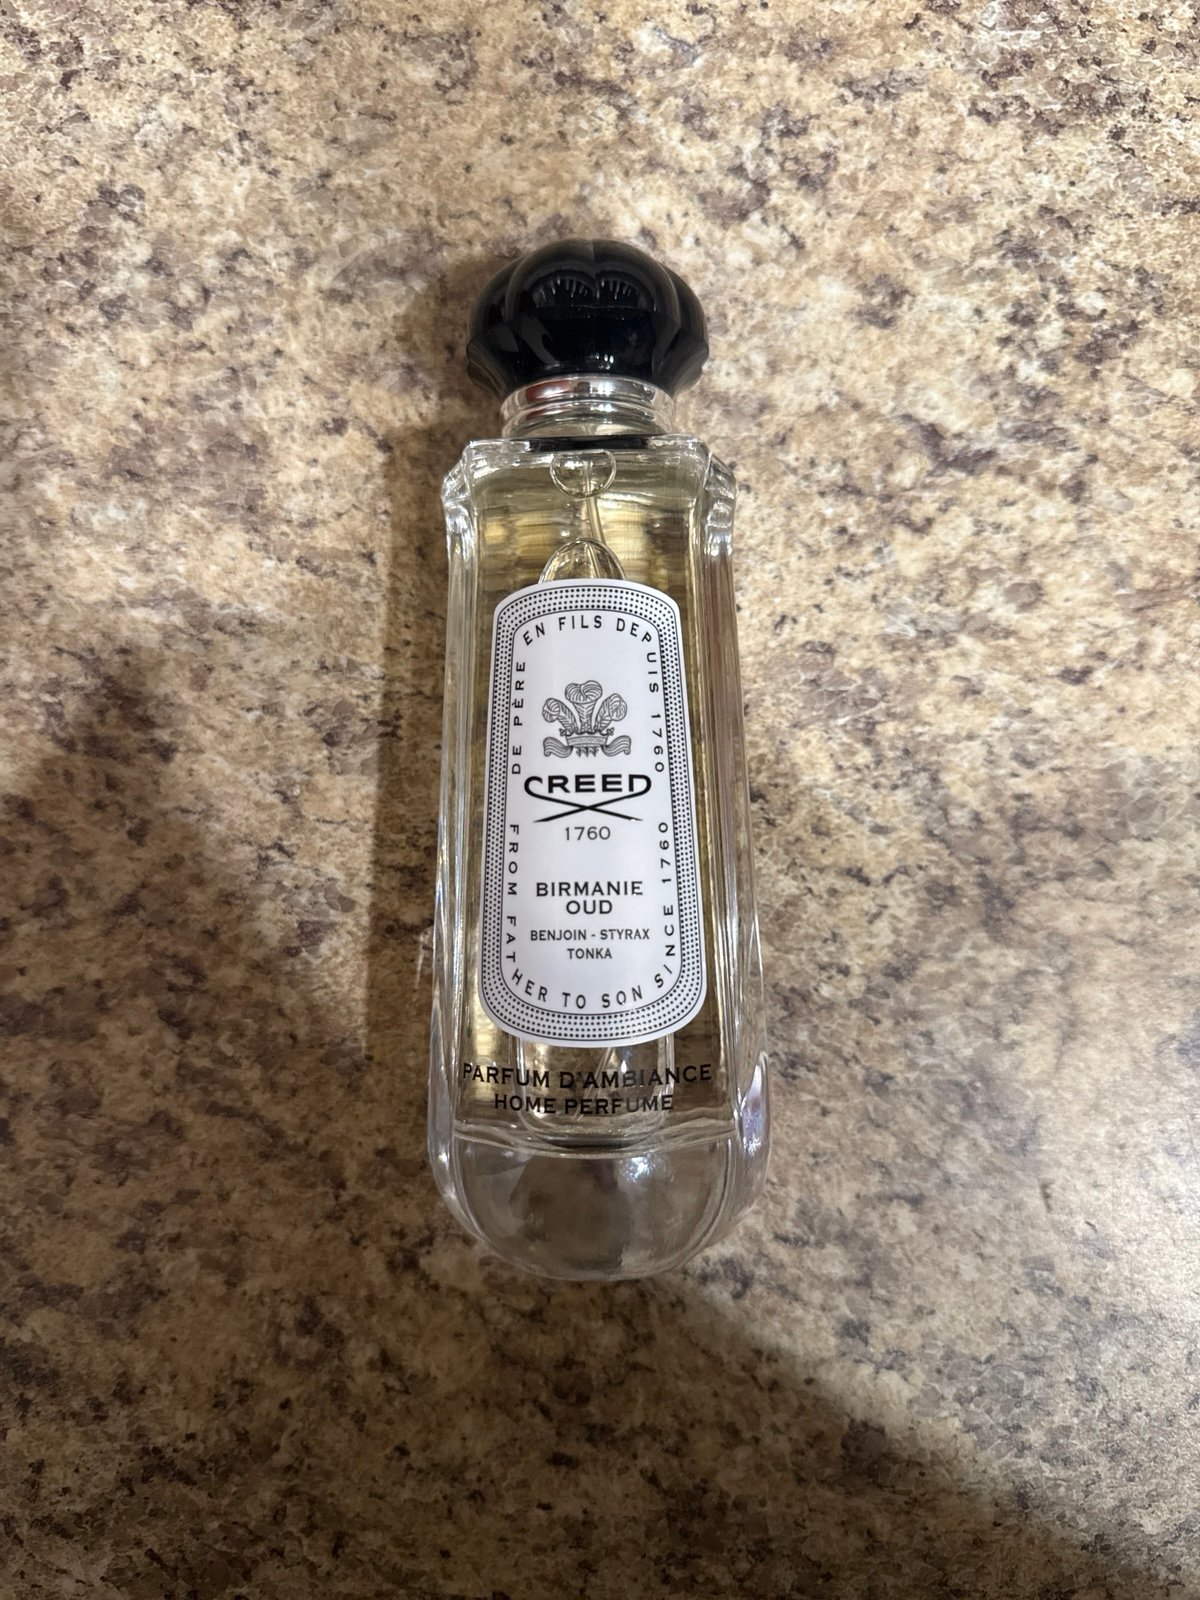 DE PÈRE EN FILS DEPUIS 1760
CREED
1760
BIRMANIE
OUD
BENJOIN - STYRAX
TONKA
FROM FATHER TO SON SINCE 1760
PARFUM D'AMBIANCE
HOME PERFUME